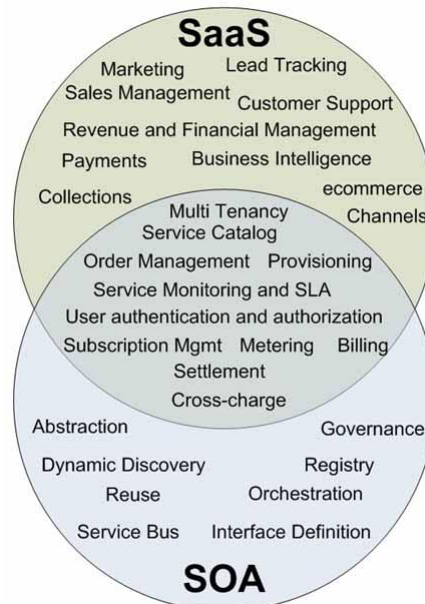 SaaS
Marketing Lead Tracking
Sales Management Customer Support
Revenue and Financial Management
Payments Business Intelligence
Collections ecommerce
Multi Tenancy Channels
Service Catalog
Order Management Provisioning
Service Monitoring and SLA
User authentication and authorization
Subscription Mgmt Metering Billing
Settlement
Cross-charge
Abstraction Governance
Dynamic Discovery Registry
Reuse Orchestration
Service Bus Interface Definition
SOA